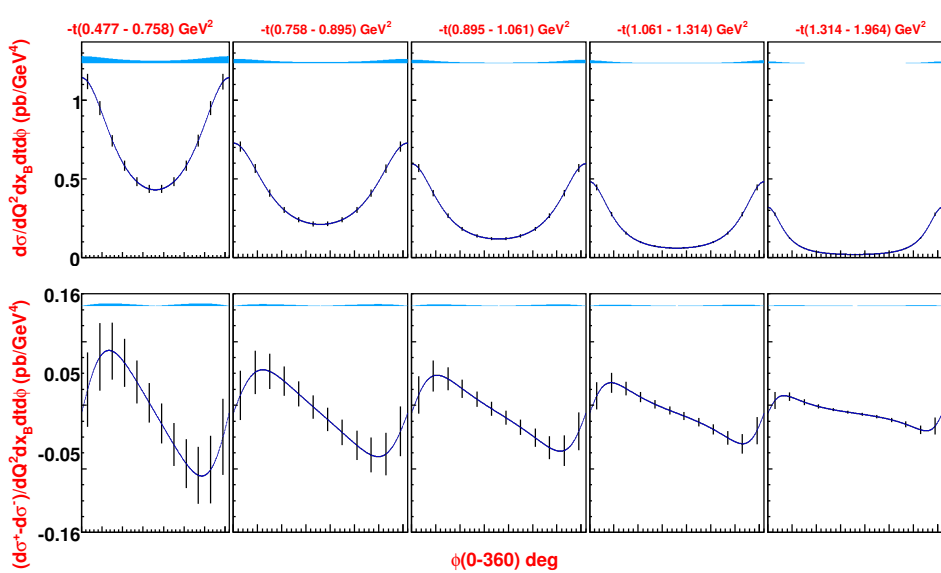 -t(0.477 - 0.758) GeV² -t(0.758 - 0.895) GeV² -t(0.895 - 1.061) GeV² -t(1.061 - 1.314) GeV² -t(1.314 - 1.964) GeV²
dσ/dQ²dx_Bdtdϕ (pb/GeV⁴)
1
0.5
0
(dσ⁺-dσ⁻)/dQ²dx_Bdtdϕ (pb/GeV⁴)
0.16
0.05
-0.05
-0.16
ϕ(0-360) deg